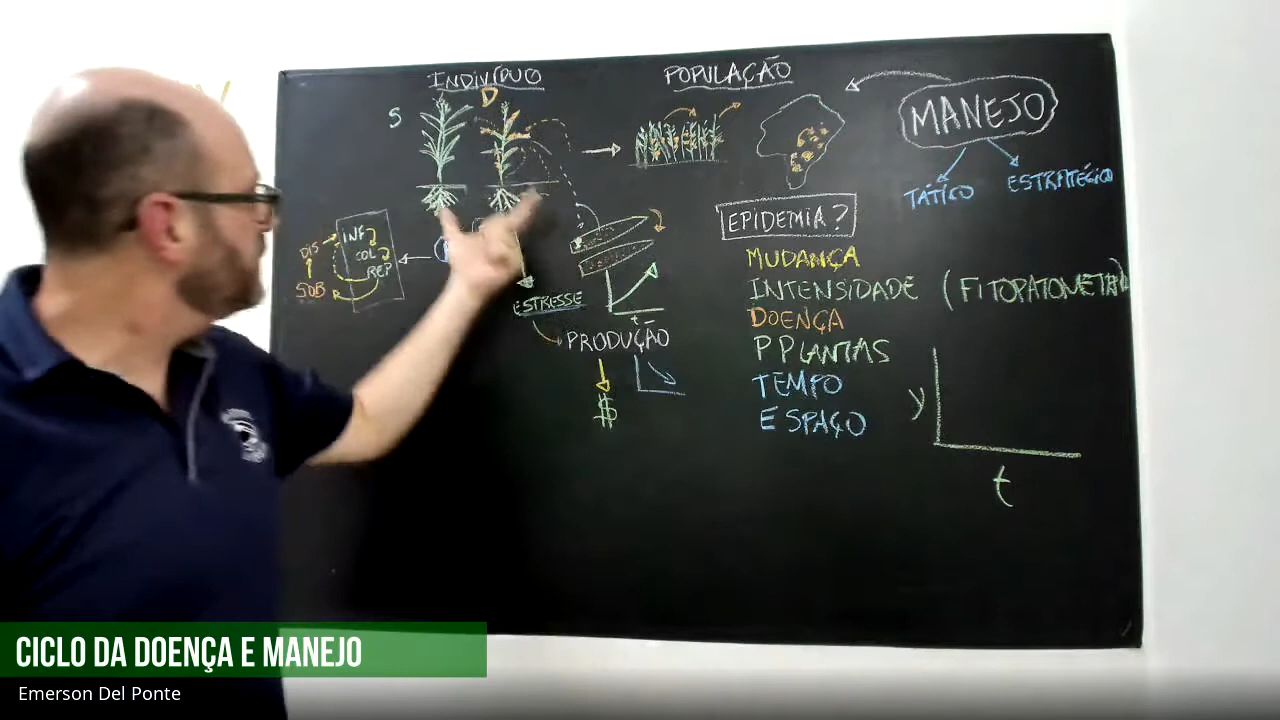 INDIVÍDUO
POPULAÇÃO
MANEJO
TÁTICO
ESTRATÉGICO
S
D
INF
COL
REP
DIS
SOB
ESTRESSE
t
PRODUÇÃO
$
EPIDEMIA?
MUDANÇA
INTENSIDADE (FITOPATOMETRIA)
DOENÇA
P PLANTAS
TEMPO
ESPAÇO
y
t
CICLO DA DOENÇA E MANEJO
Emerson Del Ponte